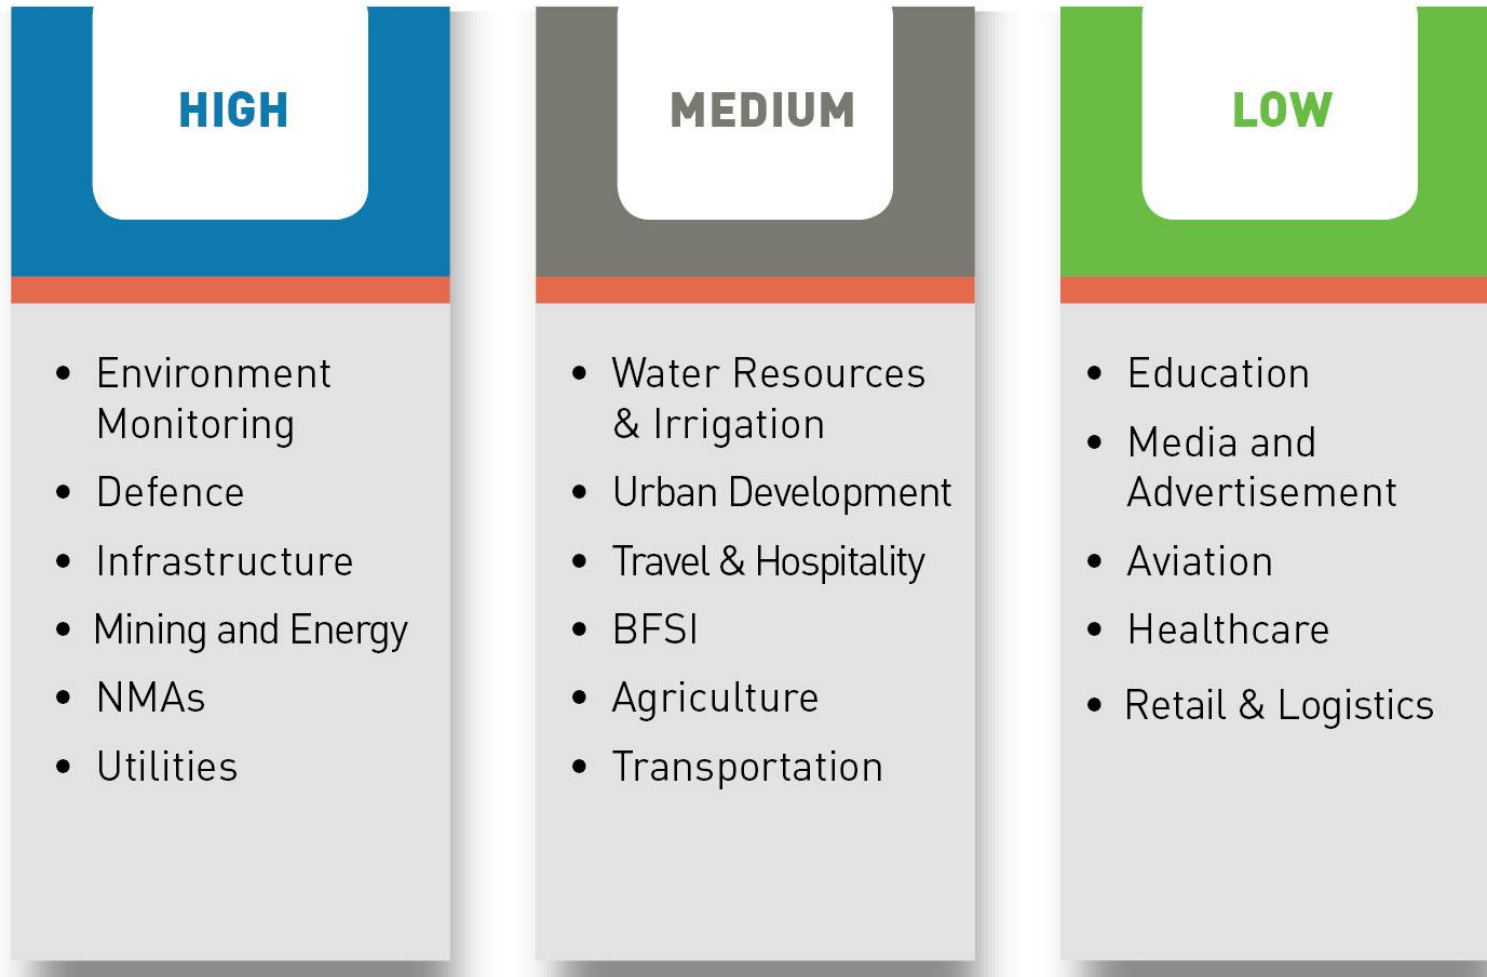 HIGH
• Environment
Monitoring
• Defence
• Infrastructure
• Mining and Energy
• NMAs
• Utilities
MEDIUM
• Water Resources
& Irrigation
• Urban Development
• Travel & Hospitality
• BFSI
• Agriculture
• Transportation
LOW
• Education
• Media and
Advertisement
• Aviation
• Healthcare
• Retail & Logistics